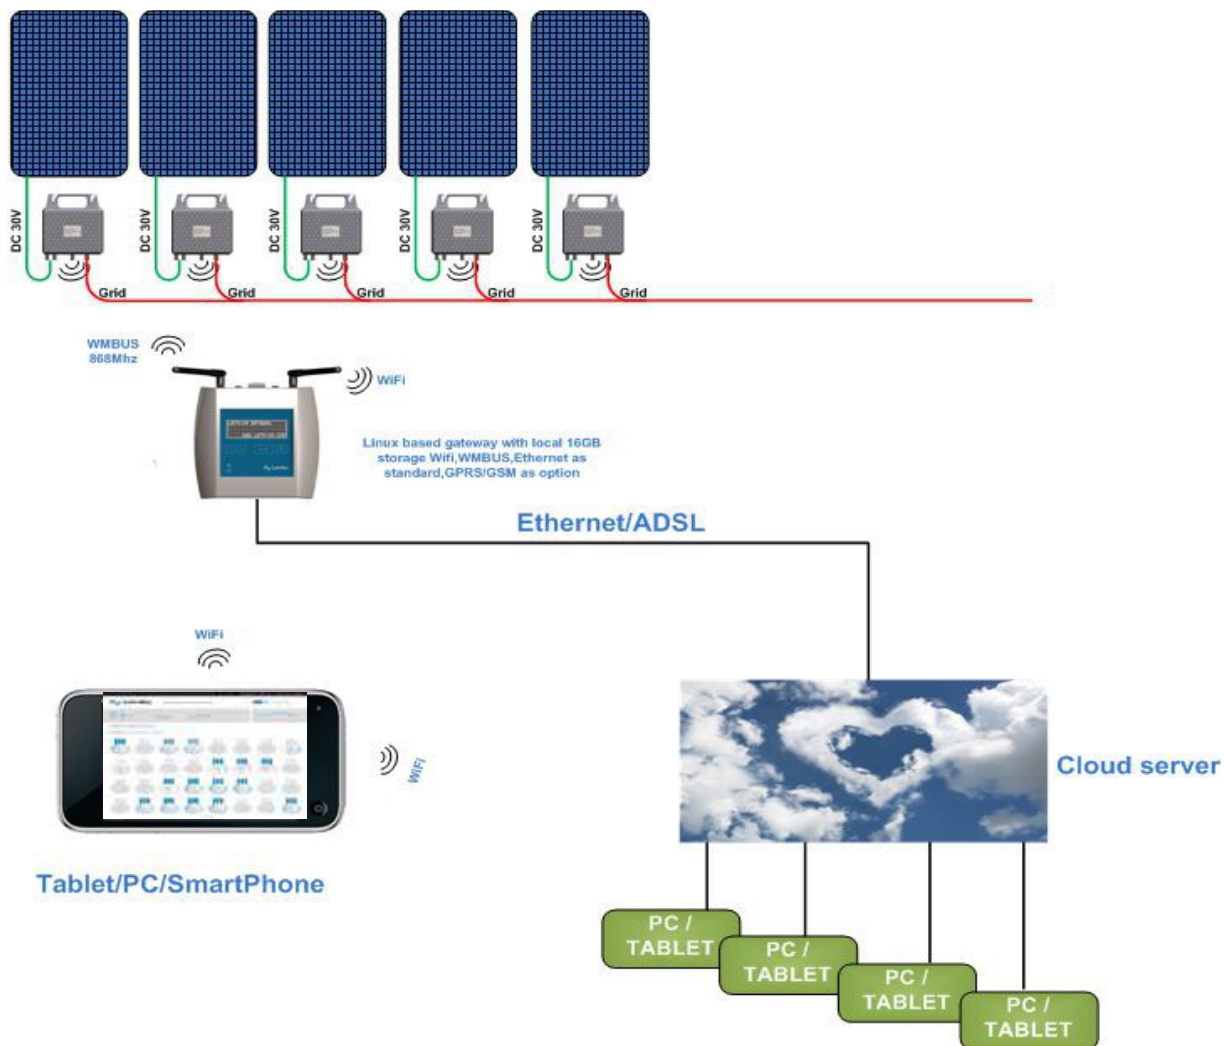 DC 30V
DC 30V
DC 30V
DC 30V
DC 30V
Grid
Grid
Grid
Grid
Grid
WMBUS
868Mhz
WiFi
Linux based gateway with local 16GB
storage Wifi,WMBUS,Ethernet as
standard,GPRS/GSM as option
Ethernet/ADSL
WiFi
WiFi
Cloud server
Tablet/PC/SmartPhone
PC /
TABLET
PC /
TABLET
PC /
TABLET
PC /
TABLET